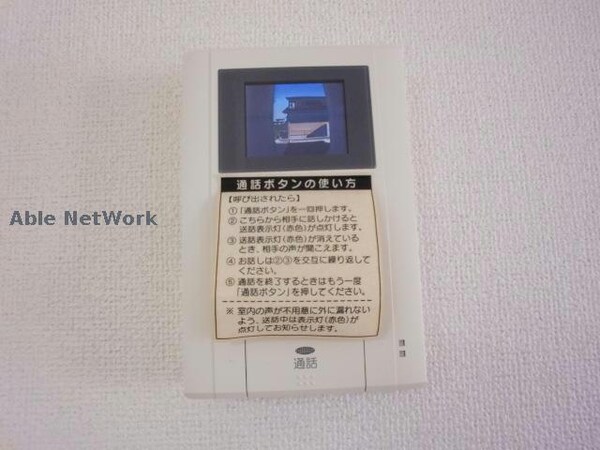 Able NetWork
通話ボタンの使い方
【呼び出されたら】
①「通話ボタン」を一回押します。
② こちらから相手に話しかけると
送話表示灯(赤色)が点灯します。
③ 送話表示灯(赤色)が消えている
とき、相手の声が聞こえます。
④ お話しは②③を交互に繰り返して
ください。
⑤ 通話を終了するときはもう一度
「通話ボタン」を押してください。
※ 室内の声が不用意に外に漏れない
よう、送話中は表示灯(赤色)が
点灯してお知らせします。
通話